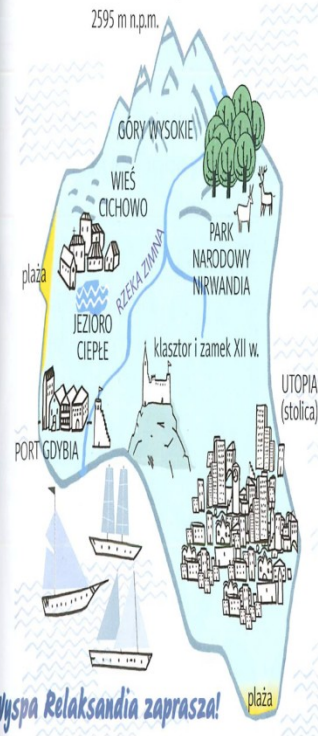 2595 m n.p.m.
GÓRY WYSOKIE
WIEŚ
CICHOWO
PARK
NARODOWY
NIRWANDIA
RZEKA ZIMNA
plaża
JEZIORO
CIEPŁE
klasztor i zamek XII w.
UTOPIA
(stolica)
PORT GDYBIA
plaża
Wyspa Relaksandia zaprasza!